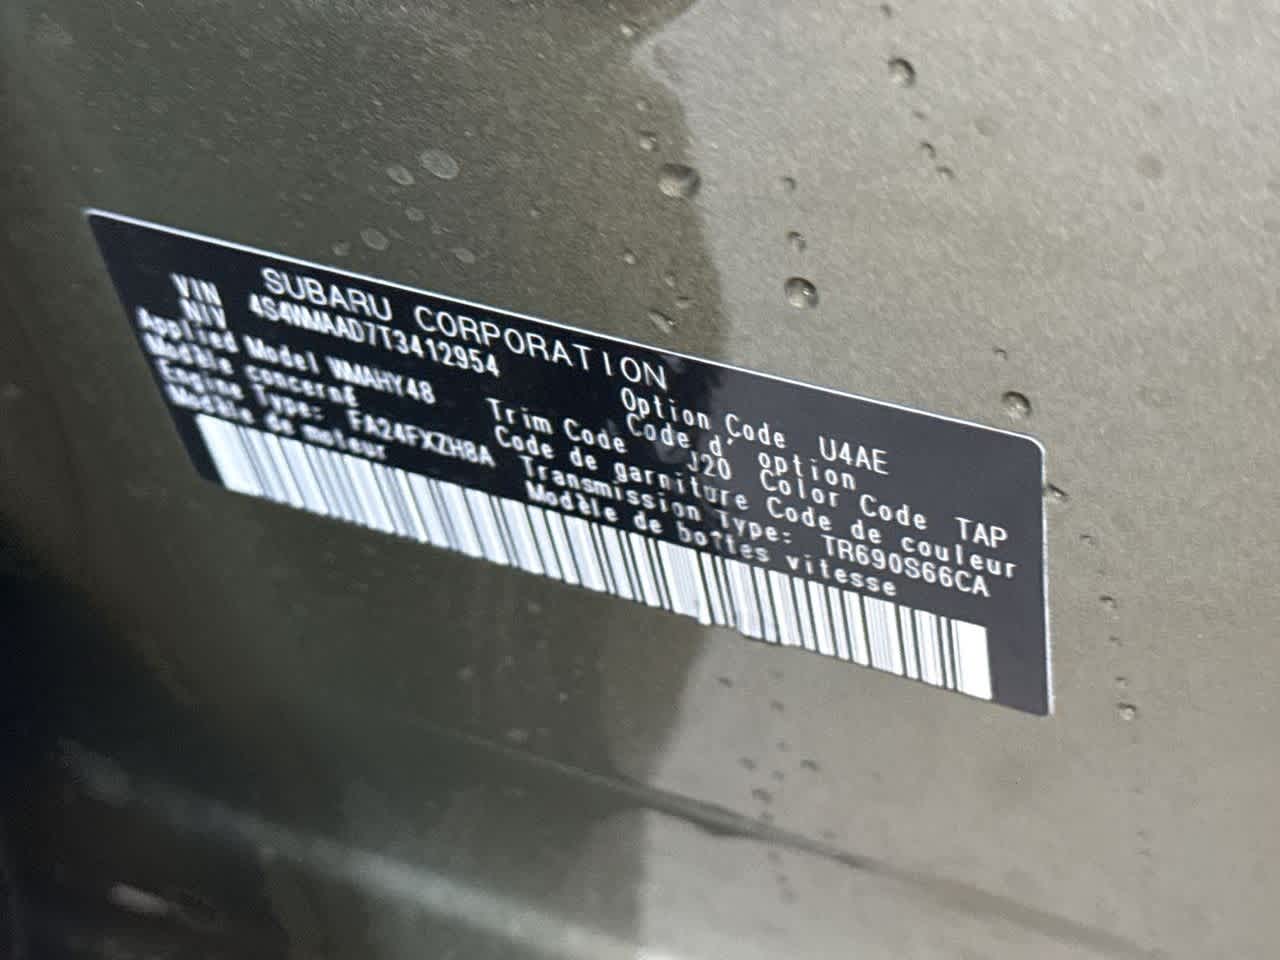 SUBARU CORPORATION
VIN 4S4WMAAD7T3412954
NIV
Option Code U4AE
Code d' option
Applied Model WMAHY48
Modèle concernÉ
Trim Code J20 Color Code TAP
Code de garniture Code de couleur
Engine Type: FA24FXZH8A
Modèle de moteur
Transmission Type: TR690S66CA
Modèle de boîtes vitesse